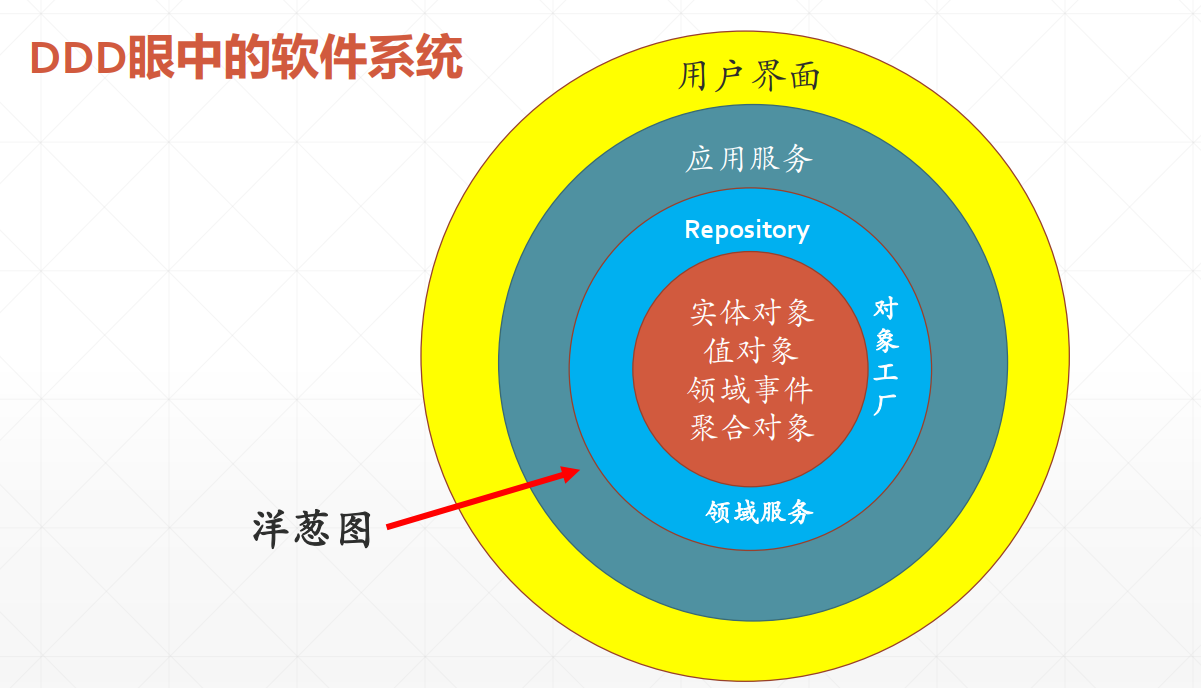 DDD眼中的软件系统
用户界面
应用服务
Repository
实体对象
值对象
领域事件
聚合对象
对象工厂
领域服务
洋葱图